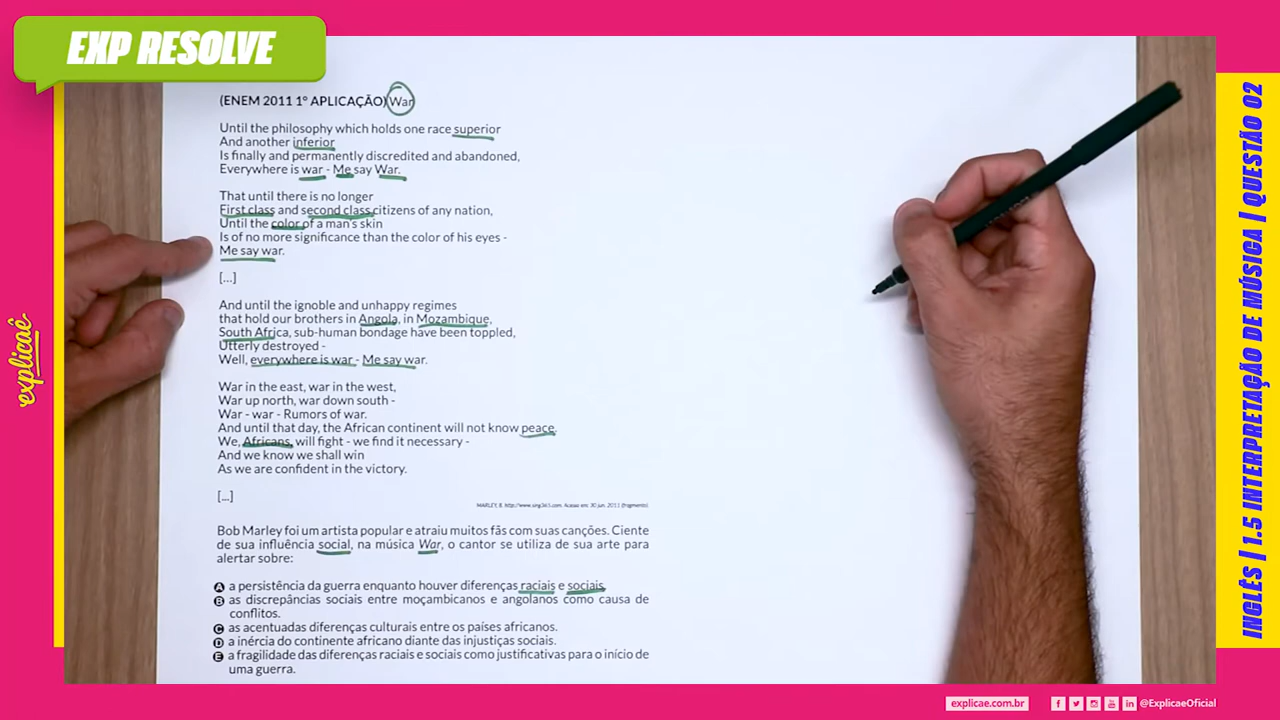 EXP RESOLVE
(ENEM 2011 1º APLICAÇÃO) War
Until the philosophy which holds one race superior
And another inferior
Is finally and permanently discredited and abandoned,
Everywhere is war - Me say War.
That until there is no longer
First class and second class citizens of any nation,
Until the color of a man's skin
Is of no more significance than the color of his eyes -
Me say war.
[...]
And until the ignoble and unhappy regimes
that hold our brothers in Angola, in Mozambique,
South Africa, sub-human bondage have been toppled,
Utterly destroyed -
Well, everywhere is war - Me say war.
War in the east, war in the west,
War up north, war down south -
War - war - Rumors of war.
And until that day, the African continent will not know peace.
We, Africans, will fight - we find it necessary -
And we know we shall win
As we are confident in the victory.
[...]
MARLEY, B. http://www.sing365.com. Acesso em: 30 jun. 2011 (fragmento)
Bob Marley foi um artista popular e atraiu muitos fãs com suas canções. Ciente
de sua influência social, na música War, o cantor se utiliza de sua arte para
alertar sobre:
A a persistência da guerra enquanto houver diferenças raciais e sociais.
B as discrepâncias sociais entre moçambicanos e angolanos como causa de
conflitos.
C as acentuadas diferenças culturais entre os países africanos.
D a inércia do continente africano diante das injustiças sociais.
E a fragilidade das diferenças raciais e sociais como justificativas para o início de
uma guerra.
explicaê
INGLÊS | 1.5 INTERPRETAÇÃO DE MÚSICA | QUESTÃO 02
explicae.com.br
@ExplicaeOficial